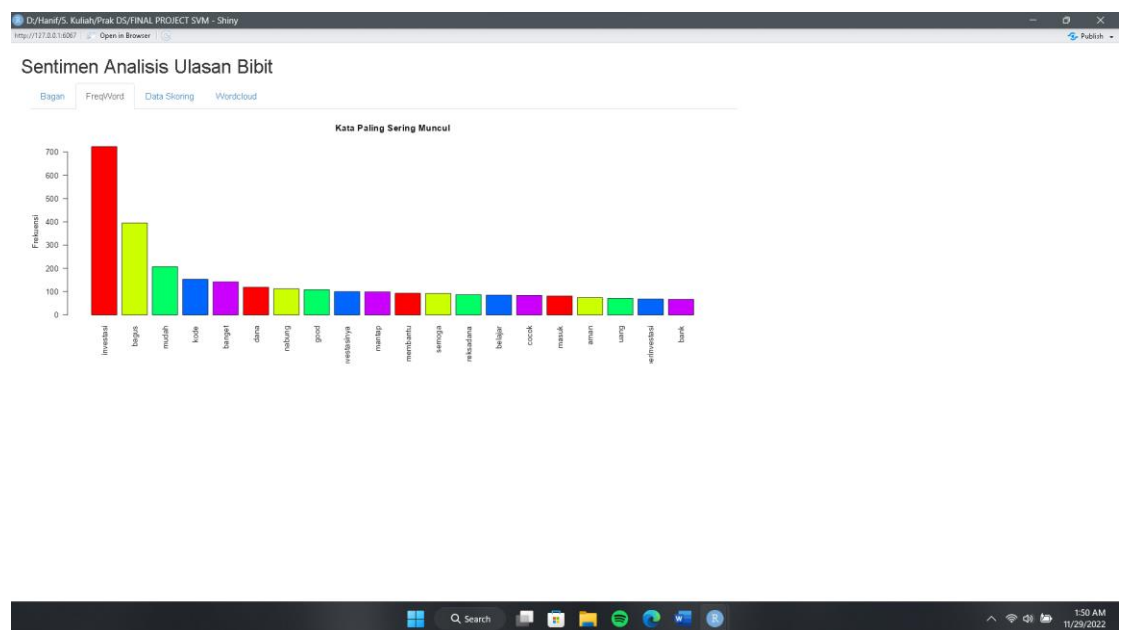 D:/Hanif/5. Kuliah/Prak DS/FINAL PROJECT SVM - Shiny
http://127.0.0.1:6067 Open in Browser
Publish
Sentimen Analisis Ulasan Bibit
Bagan FreqWord Data Skoring Wordcloud
Kata Paling Sering Muncul
Frekuensi
700
600
500
400
300
200
100
0
investasi
bagus
mudah
kode
banget
dana
nabung
good
vestasinya
mantap
membantu
semoga
reksadana
belajar
cocok
masuk
aman
uang
erinvestasi
bank
Search
1:50 AM
11/29/2022